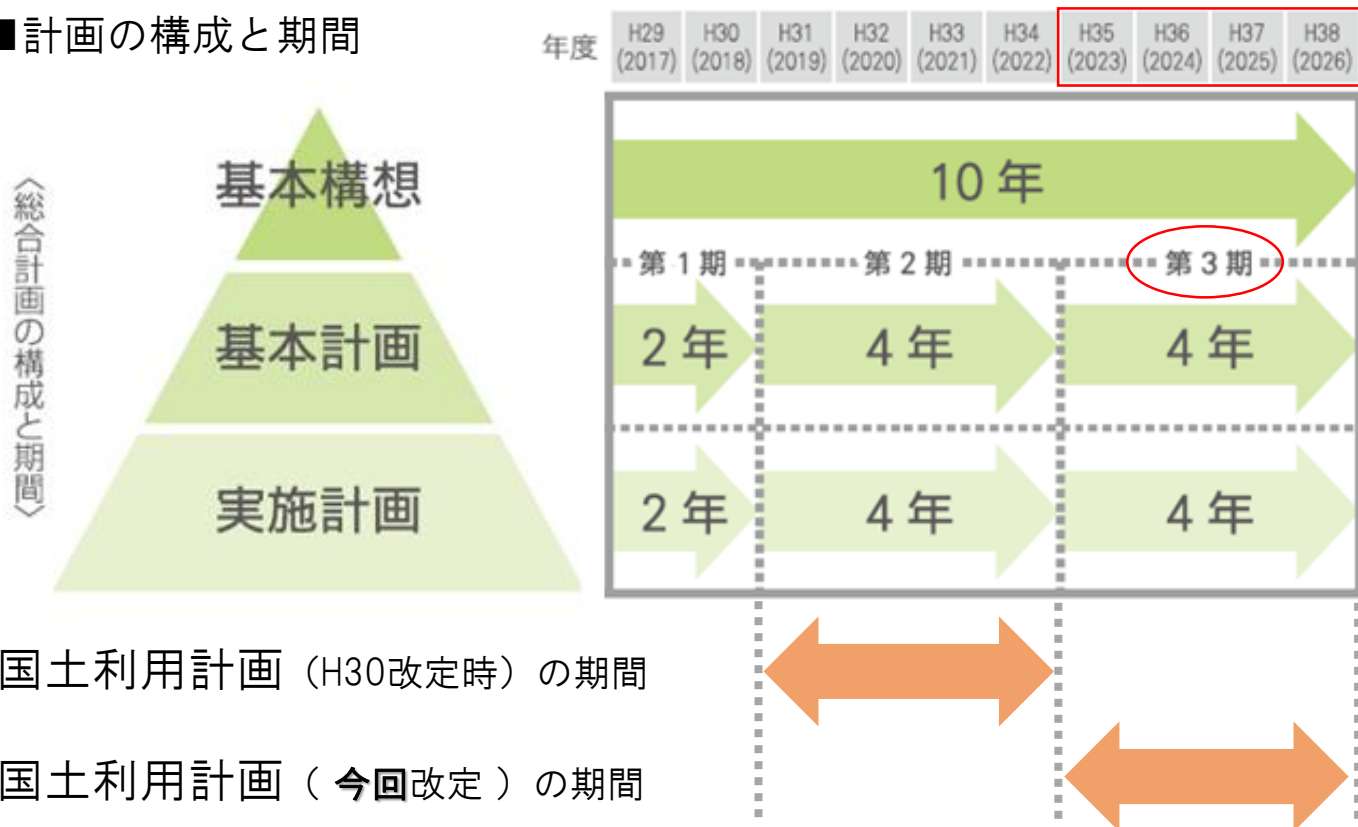 ■計画の構成と期間
年度
H29 H30 H31 H32 H33 H34 H35 H36 H37 H38
(2017) (2018) (2019) (2020) (2021) (2022) (2023) (2024) (2025) (2026)
〈総合計画の構成と期間〉
基本構想
10年
第1期 第2期 第3期
基本計画
2年 4年 4年
実施計画
2年 4年 4年
国土利用計画（H30改定時）の期間
国土利用計画（ 今回改定 ）の期間